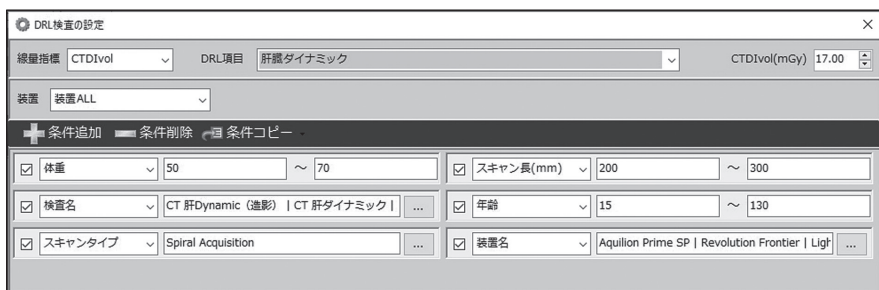 DRL検査の設定
線量指標 CTDIvol DRL項目 肝臓ダイナミック CTDIvol(mGy) 17.00
装置 装置ALL
条件追加 条件削除 条件コピー
体重 50 ～ 70 スキャン長(mm) 200 ～ 300
検査名 CT 肝Dynamic（造影） | CT 肝ダイナミック | ... 年齢 15 ～ 130
スキャンタイプ Spiral Acquisition ... 装置名 Aquilion Prime SP | Revolution Frontier | Ligh ...